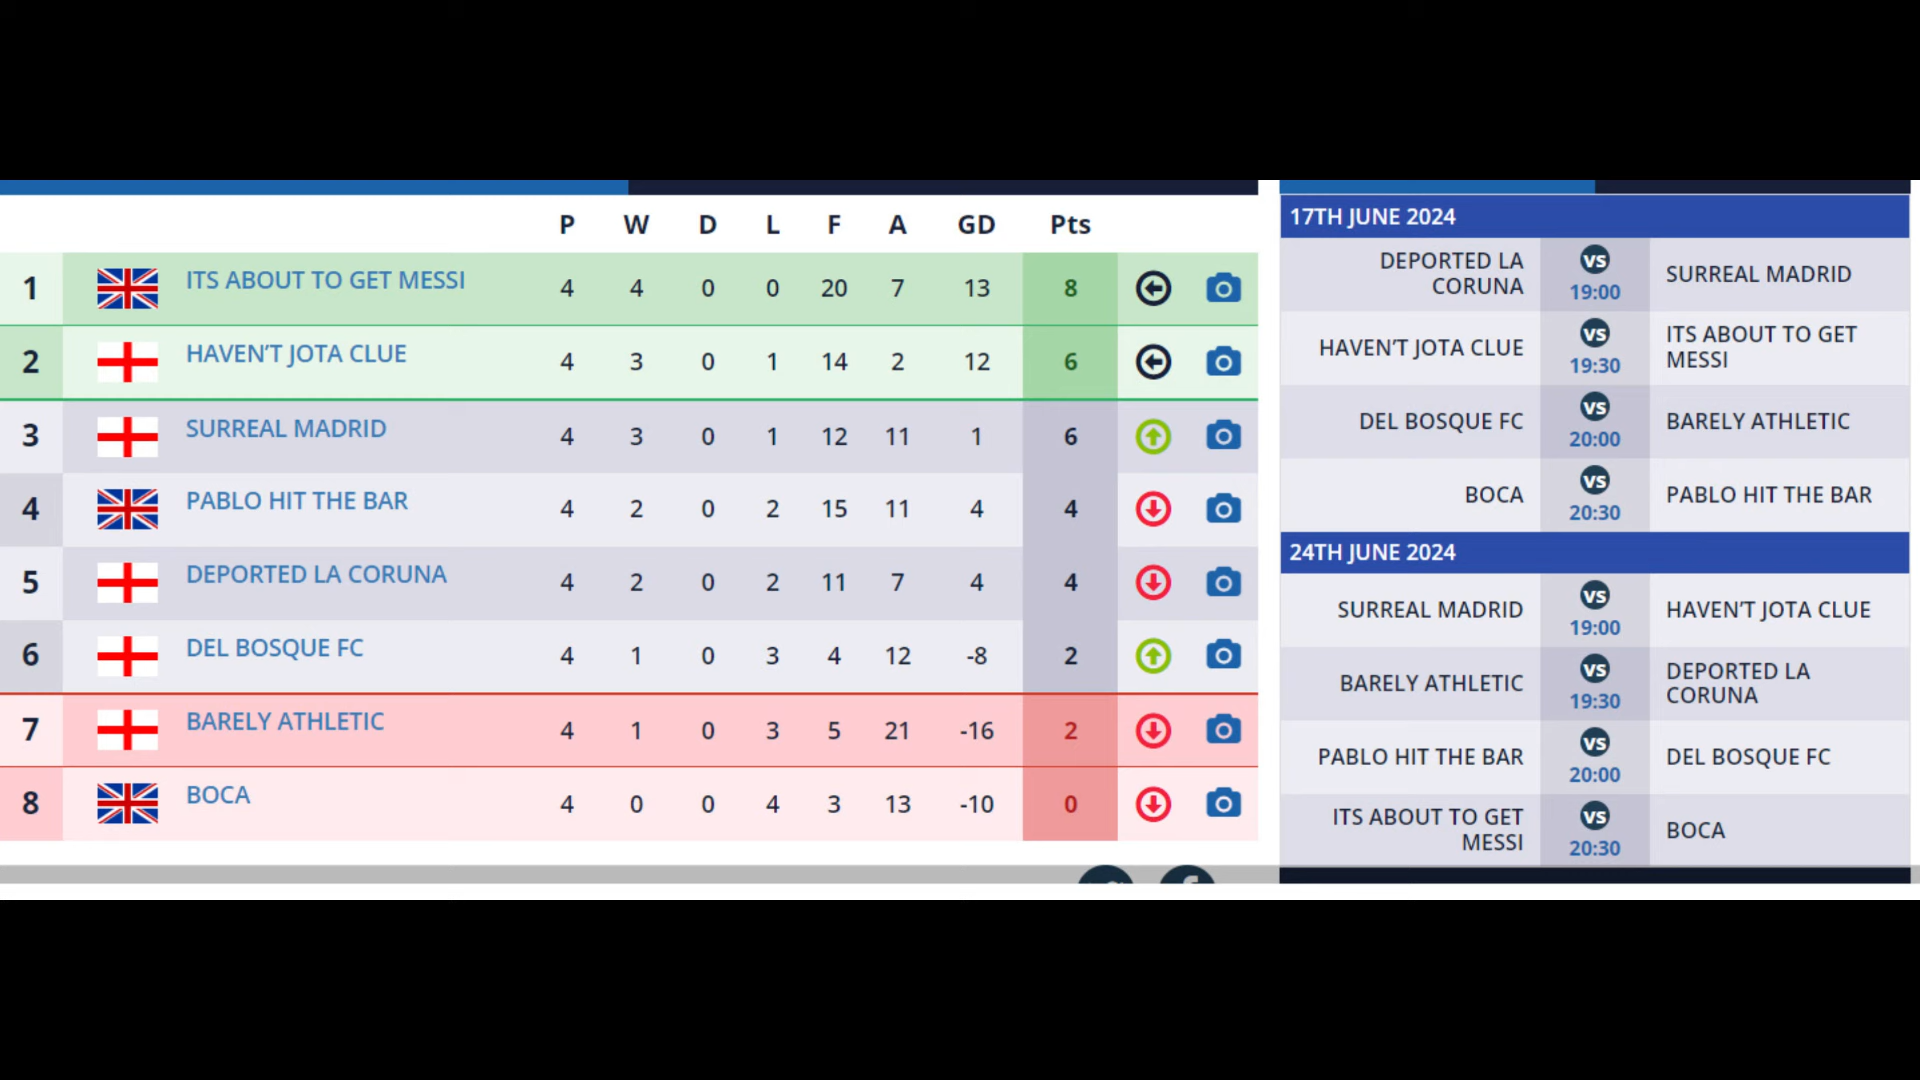 P W D L F A GD Pts
1 ITS ABOUT TO GET MESSI 4 4 0 0 20 7 13 8
2 HAVEN'T JOTA CLUE 4 3 0 1 14 2 12 6
3 SURREAL MADRID 4 3 0 1 12 11 1 6
4 PABLO HIT THE BAR 4 2 0 2 15 11 4 4
5 DEPORTED LA CORUNA 4 2 0 2 11 7 4 4
6 DEL BOSQUE FC 4 1 0 3 4 12 -8 2
7 BARELY ATHLETIC 4 1 0 3 5 21 -16 2
8 BOCA 4 0 0 4 3 13 -10 0
17TH JUNE 2024
DEPORTED LA
CORUNA
VS
19:00
SURREAL MADRID
HAVEN'T JOTA CLUE
VS
19:30
ITS ABOUT TO GET
MESSI
DEL BOSQUE FC
VS
20:00
BARELY ATHLETIC
BOCA
VS
20:30
PABLO HIT THE BAR
24TH JUNE 2024
SURREAL MADRID
VS
19:00
HAVEN'T JOTA CLUE
BARELY ATHLETIC
VS
19:30
DEPORTED LA
CORUNA
PABLO HIT THE BAR
VS
20:00
DEL BOSQUE FC
ITS ABOUT TO GET
MESSI
VS
20:30
BOCA